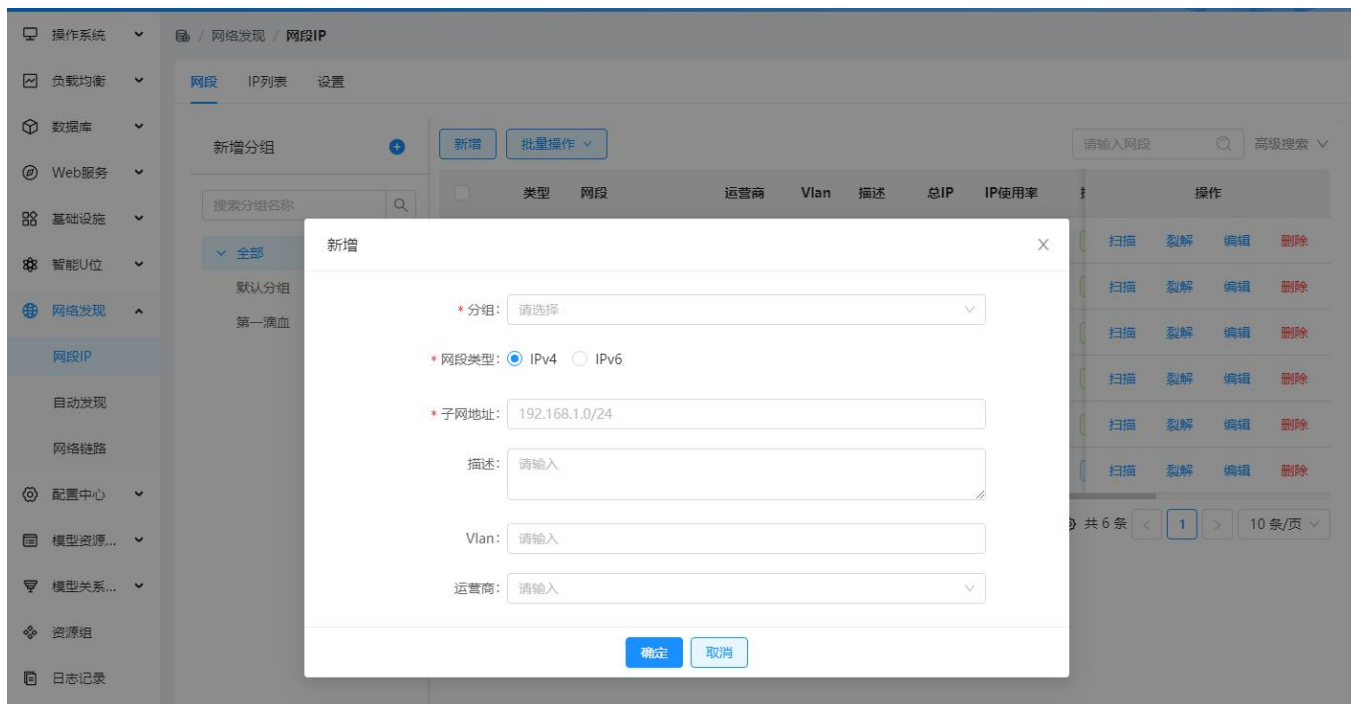 操作系统
负载均衡
数据库
Web服务
基础设施
智能U位
网络发现
网段IP
自动发现
网络链路
配置中心
模型资源...
模型关系...
资源组
日志记录
/ 网络发现 / 网段IP
网段 IP列表 设置
新增分组
搜索分组名称
全部
默认分组
第一滴血
新增 批量操作 请输入网段 高级搜索
类型 网段 运营商 Vlan 描述 总IP IP使用率 操作
扫描 裂解 编辑 删除
扫描 裂解 编辑 删除
扫描 裂解 编辑 删除
扫描 裂解 编辑 删除
扫描 裂解 编辑 删除
扫描 裂解 编辑 删除
共 6 条 < 1 > 10 条/页
新增
* 分组: 请选择
* 网段类型: IPv4 IPv6
* 子网地址: 192.168.1.0/24
描述: 请输入
Vlan: 请输入
运营商: 请输入
确定 取消